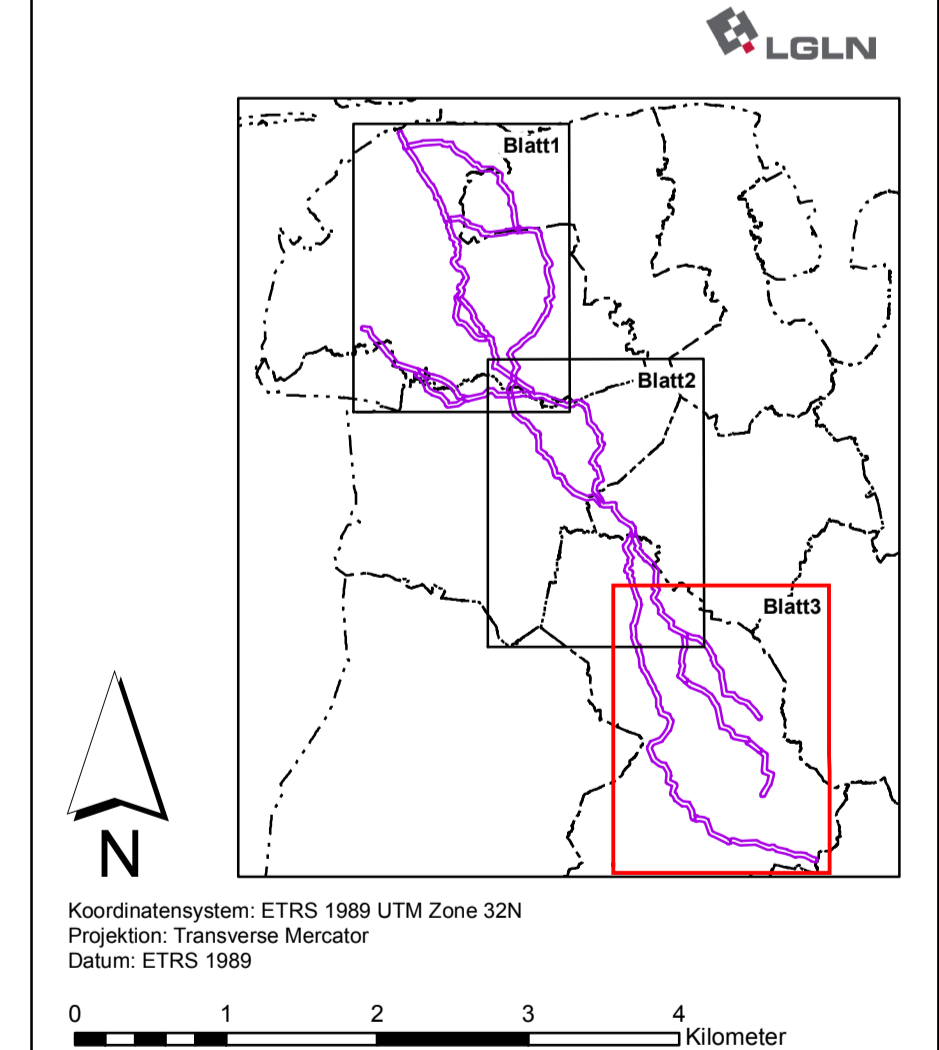 LGLN
Blatt1
Blatt2
Blatt3
N
Koordinatensystem: ETRS 1989 UTM Zone 32N
Projektion: Transverse Mercator
Datum: ETRS 1989
0 1 2 3 4
Kilometer